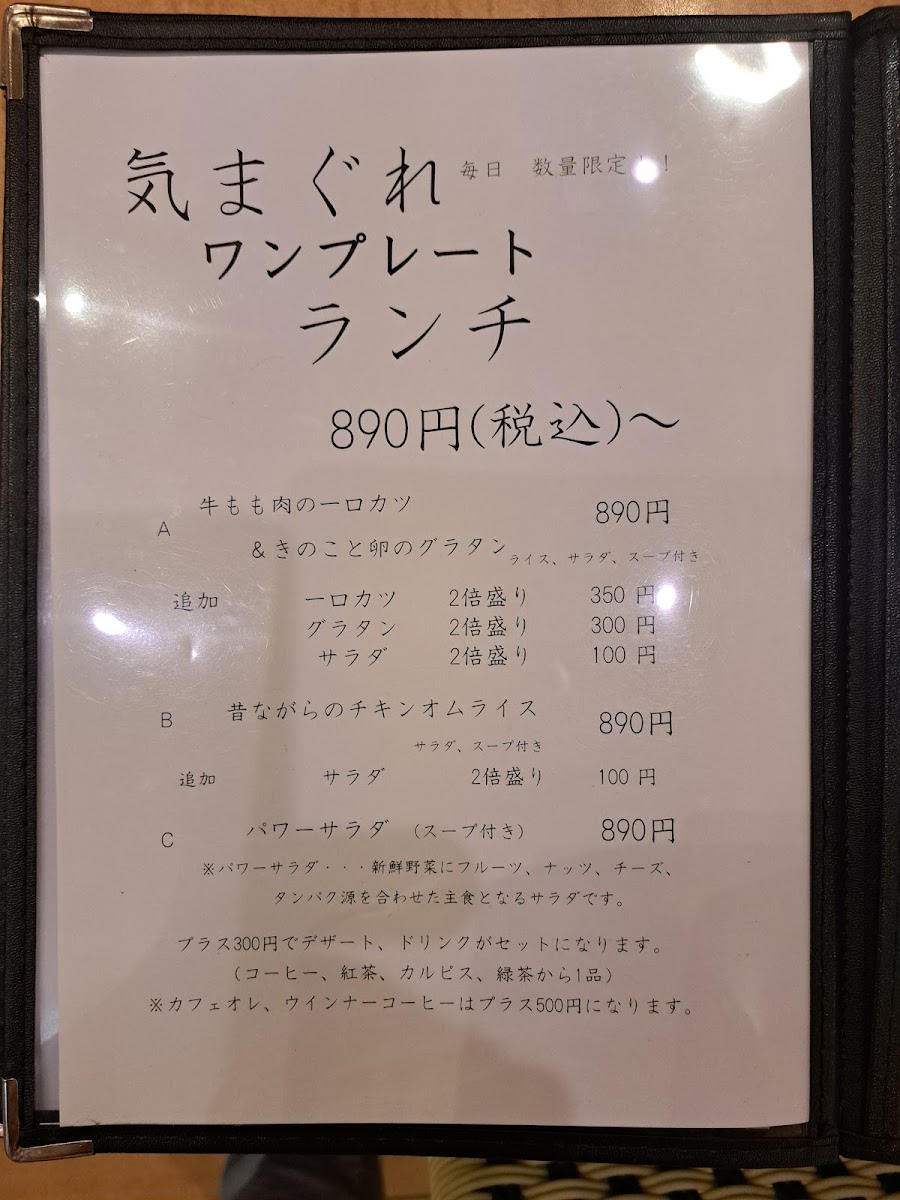 気まぐれ 毎日 数量限定！！
ワンプレート
ランチ
890円(税込)～
A 牛もも肉の一口カツ 890円
＆きのこと卵のグラタン ライス、サラダ、スープ付き
追加 一口カツ 2倍盛り 350 円
グラタン 2倍盛り 300 円
サラダ 2倍盛り 100 円
B 昔ながらのチキンオムライス 890円
サラダ、スープ付き
追加 サラダ 2倍盛り 100 円
C パワーサラダ （スープ付き） 890円
※パワーサラダ・・・新鮮野菜にフルーツ、ナッツ、チーズ、
タンパク源を合わせた主食となるサラダです。
プラス300円でデザート、ドリンクがセットになります。
（コーヒー、紅茶、カルピス、緑茶から1品）
※カフェオレ、ウインナーコーヒーはプラス500円になります。